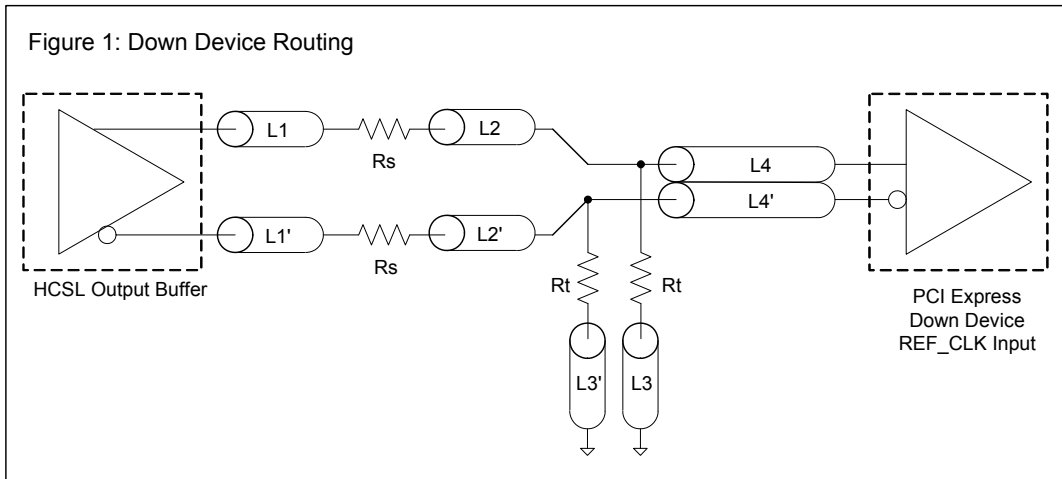 Figure 1: Down Device Routing
L1
Rs
L2
L4
L4'
L1'
Rs
L2'
HCSL Output Buffer
Rt
Rt
L3'
L3
PCI Express
Down Device
REF_CLK Input